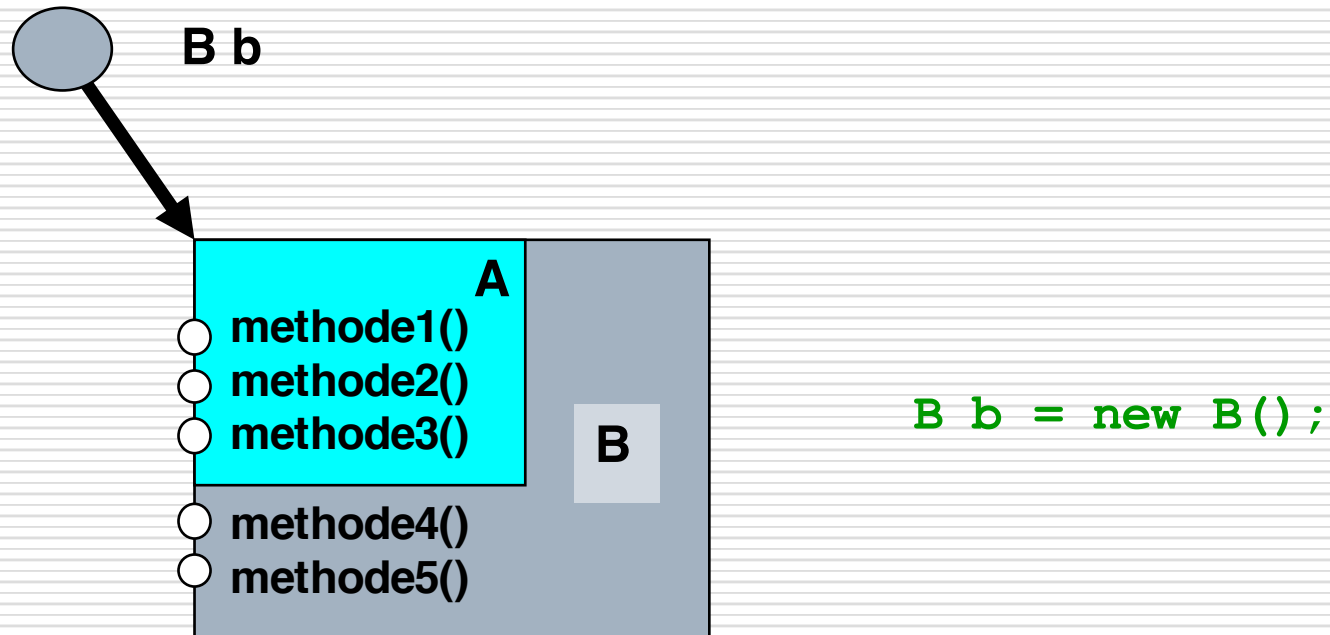 B b
A
methode1()
methode2()
methode3()
B
B b = new B();
methode4()
methode5()